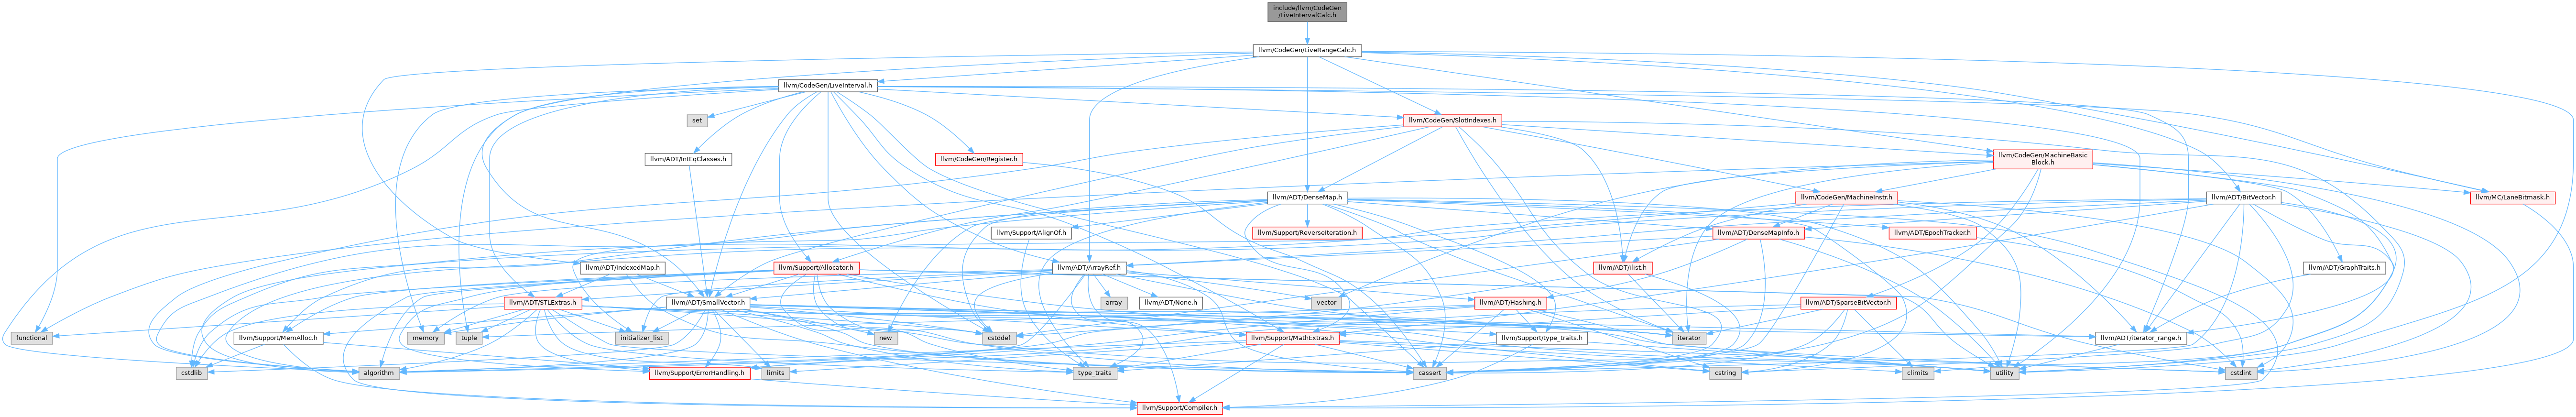 include/llvm/CodeGen
/LiveIntervalCalc.h
llvm/CodeGen/LiveRangeCalc.h
llvm/CodeGen/LiveInterval.h
set
llvm/CodeGen/SlotIndexes.h
llvm/ADT/IntEqClasses.h
llvm/CodeGen/Register.h
llvm/CodeGen/MachineBasic
Block.h
llvm/ADT/DenseMap.h
llvm/CodeGen/MachineInstr.h
llvm/ADT/BitVector.h
llvm/MC/LaneBitmask.h
llvm/Support/AlignOf.h
llvm/Support/ReverseIteration.h
llvm/ADT/DenseMapInfo.h
llvm/ADT/EpochTracker.h
llvm/ADT/IndexedMap.h
llvm/Support/Allocator.h
llvm/ADT/ArrayRef.h
llvm/ADT/ilist.h
llvm/ADT/GraphTraits.h
llvm/ADT/STLExtras.h
llvm/ADT/SmallVector.h
array
llvm/ADT/None.h
vector
llvm/ADT/Hashing.h
llvm/ADT/SparseBitVector.h
functional
llvm/Support/MemAlloc.h
memory
tuple
initializer_list
new
cstddef
llvm/Support/MathExtras.h
llvm/Support/type_traits.h
iterator
llvm/ADT/iterator_range.h
cstdlib
algorithm
llvm/Support/ErrorHandling.h
limits
type_traits
cassert
cstring
climits
utility
cstdint
llvm/Support/Compiler.h